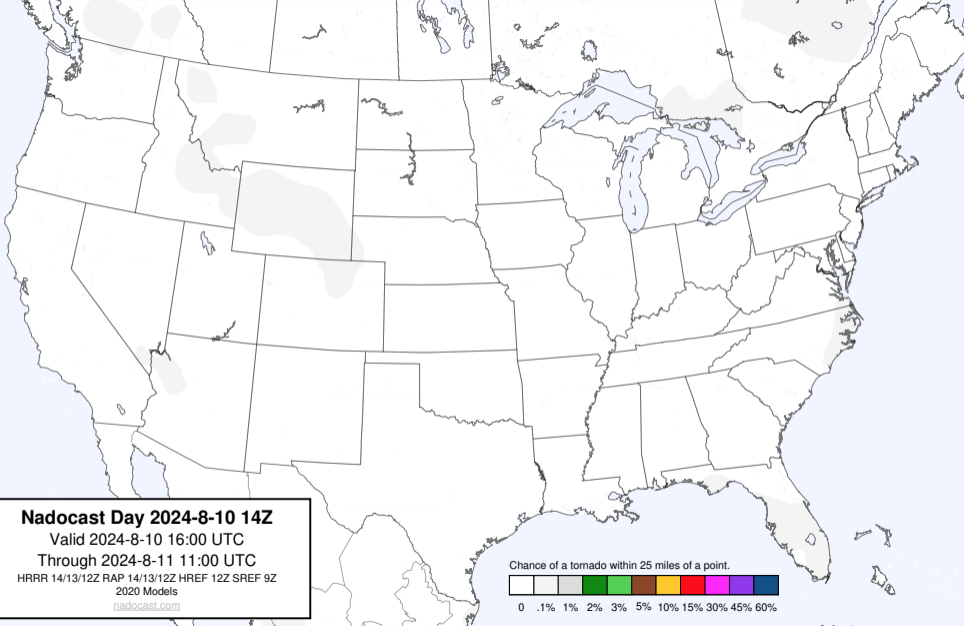 Nadocast Day 2024-8-10 14Z
Valid 2024-8-10 16:00 UTC
Through 2024-8-11 11:00 UTC
HRRR 14/13/12Z RAP 14/13/12Z HREF 12Z SREF 9Z
2020 Models
nadocast.com
Chance of a tornado within 25 miles of a point.
0 .1% 1% 2% 3% 5% 10% 15% 30% 45% 60%